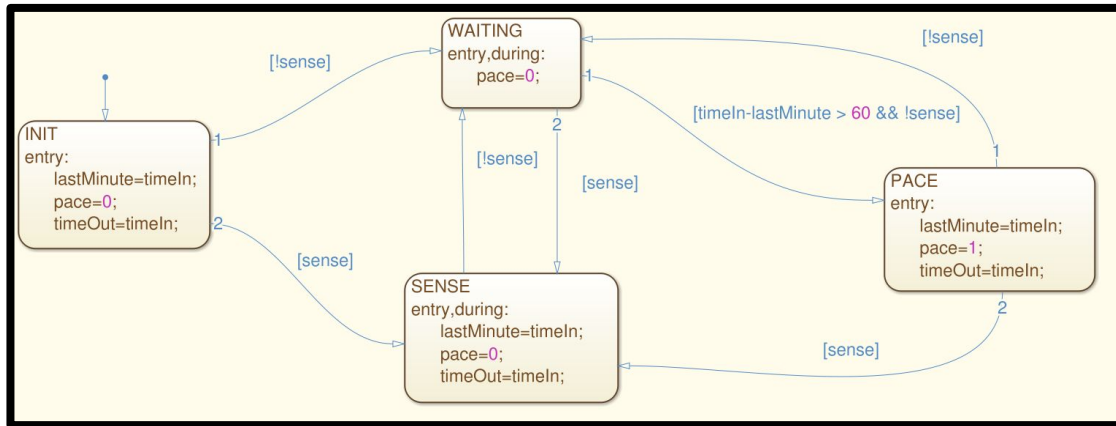 WAITING
entry,during:
pace=0;
[!sense]
1
2
[!sense]
[timeIn-lastMinute > 60 && !sense]
INIT
entry:
lastMinute=timeIn;
pace=0;
timeOut=timeIn;
1
2
[!sense]
[sense]
1
PACE
entry:
lastMinute=timeIn;
pace=1;
timeOut=timeIn;
2
[sense]
SENSE
entry,during:
lastMinute=timeIn;
pace=0;
timeOut=timeIn;
[sense]